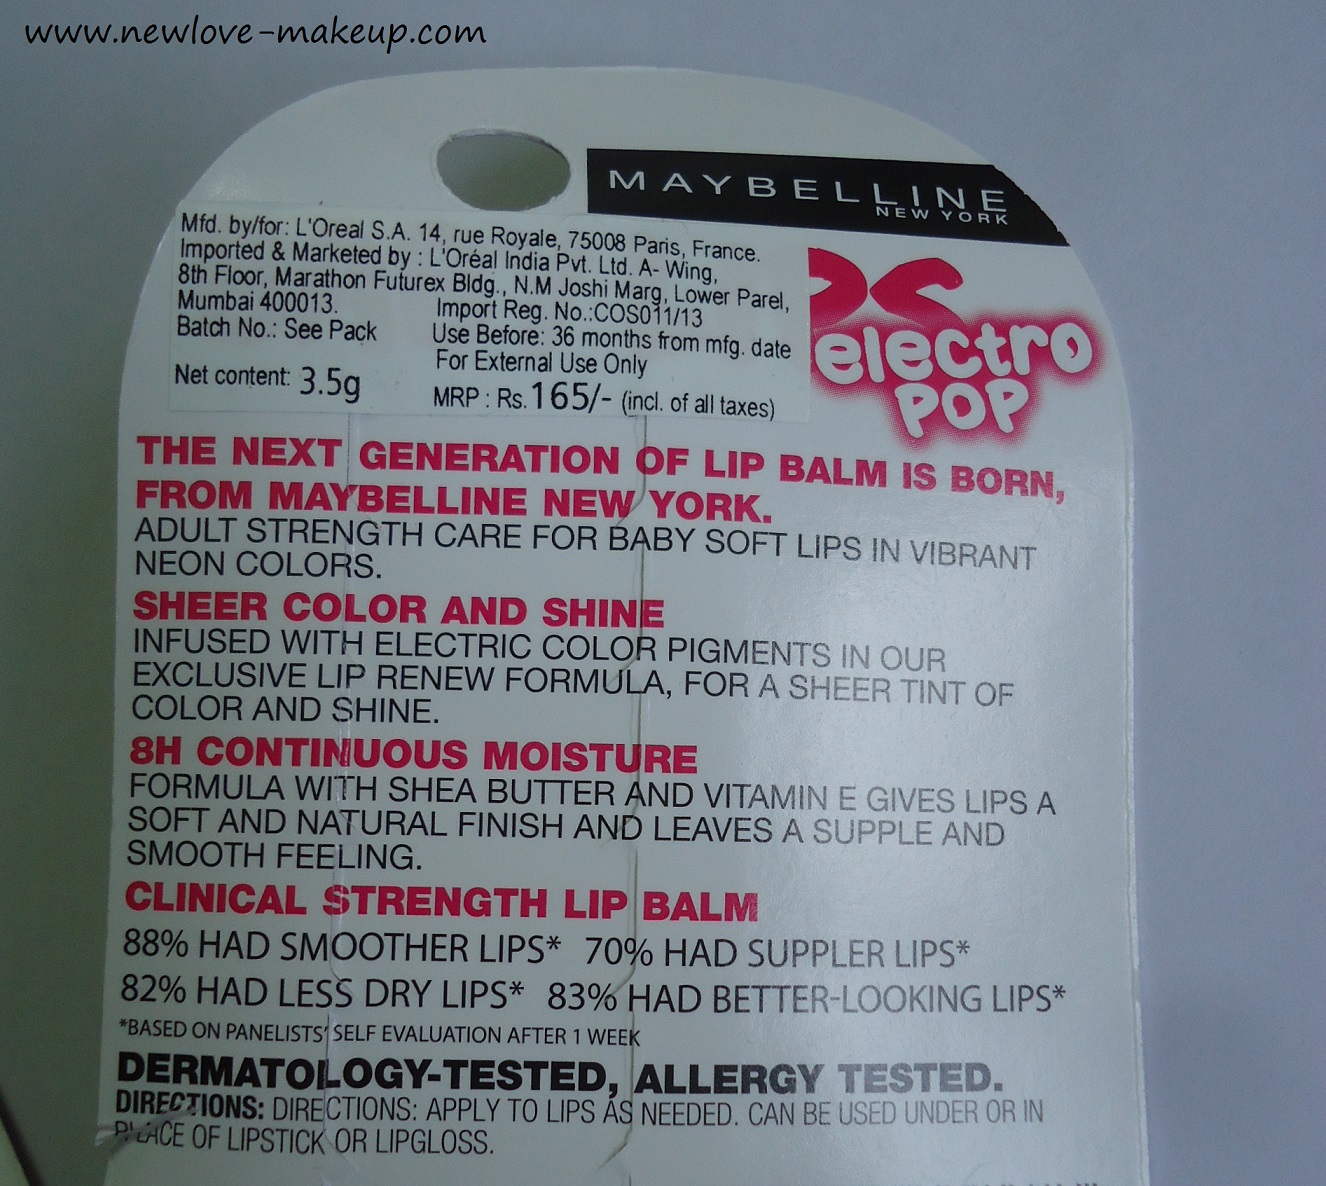 www.newlove-makeup.com
MAYBELLINE
NEW YORK
Mfd. by/for: L'Oreal S.A. 14, rue Royale, 75008 Paris, France.
Imported & Marketed by : L'Oréal India Pvt. Ltd. A- Wing,
8th Floor, Marathon Futurex Bldg., N.M Joshi Marg, Lower Parel,
Mumbai 400013. Import Reg. No.:COS011/13
Batch No.: See Pack Use Before: 36 months from mfg. date
For External Use Only
Net content: 3.5g MRP : Rs.165/- (incl. of all taxes)
electro
POP
THE NEXT GENERATION OF LIP BALM IS BORN,
FROM MAYBELLINE NEW YORK.
ADULT STRENGTH CARE FOR BABY SOFT LIPS IN VIBRANT
NEON COLORS.
SHEER COLOR AND SHINE
INFUSED WITH ELECTRIC COLOR PIGMENTS IN OUR
EXCLUSIVE LIP RENEW FORMULA, FOR A SHEER TINT OF
COLOR AND SHINE.
8H CONTINUOUS MOISTURE
FORMULA WITH SHEA BUTTER AND VITAMIN E GIVES LIPS A
SOFT AND NATURAL FINISH AND LEAVES A SUPPLE AND
SMOOTH FEELING.
CLINICAL STRENGTH LIP BALM
88% HAD SMOOTHER LIPS* 70% HAD SUPPLER LIPS*
82% HAD LESS DRY LIPS* 83% HAD BETTER-LOOKING LIPS*
*BASED ON PANELISTS' SELF EVALUATION AFTER 1 WEEK
DERMATOLOGY-TESTED, ALLERGY TESTED.
DIRECTIONS: DIRECTIONS: APPLY TO LIPS AS NEEDED. CAN BE USED UNDER OR IN
PLACE OF LIPSTICK OR LIPGLOSS.